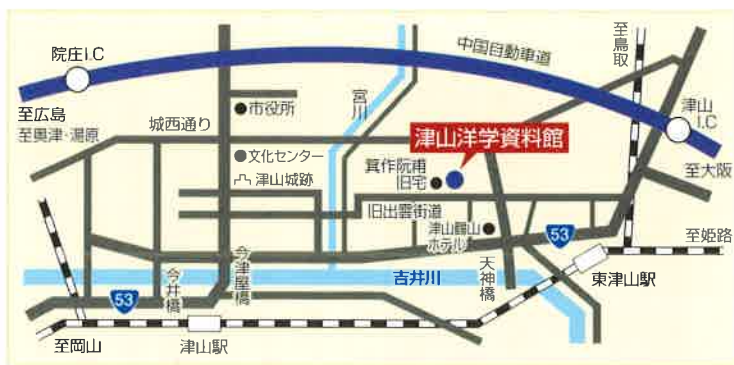 院庄I.C
中国自動車道
至鳥取
至広島
至奥津・湯原
市役所
宮川
津山
I.C
城西通り
津山洋学資料館
文化センター
津山城跡
箕作阮甫
旧宅
至大阪
旧出雲街道
津山鶴山
ホテル
53
至姫路
今津屋橋
今井橋
吉井川
天神橋
東津山駅
53
至岡山
津山駅